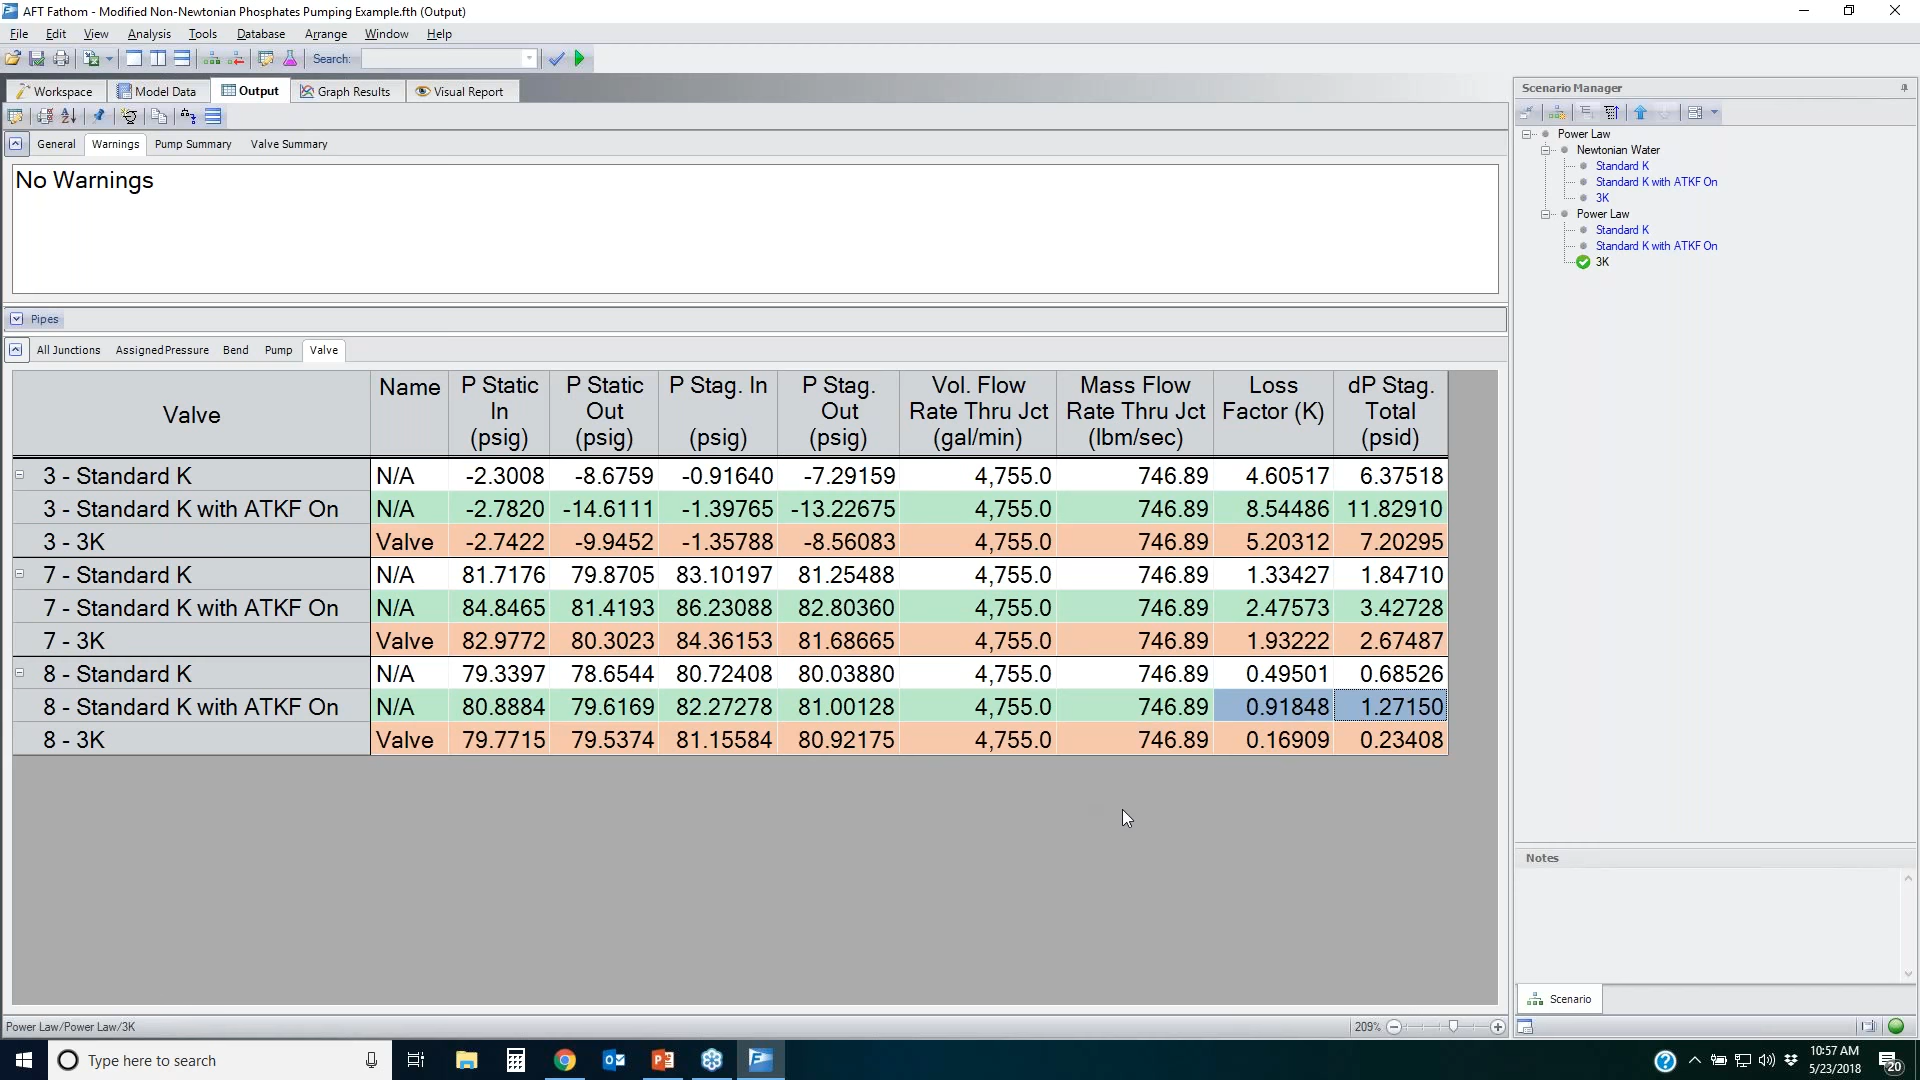 AFT Fathom - Modified Non-Newtonian Phosphates Pumping Example.fth (Output)
File Edit View Analysis Tools Database Arrange Window Help
Search:
Workspace Model Data Output Graph Results Visual Report
General Warnings Pump Summary Valve Summary
No Warnings
Pipes
All Junctions AssignedPressure Bend Pump Valve
Valve Name P Static In (psig) P Static Out (psig) P Stag. In (psig) P Stag. Out (psig) Vol. Flow Rate Thru Jct (gal/min) Mass Flow Rate Thru Jct (lbm/sec) Loss Factor (K) dP Stag. Total (psid)
3 - Standard K N/A -2.3008 -8.6759 -0.91640 -7.29159 4,755.0 746.89 4.60517 6.37518
3 - Standard K with ATKF On N/A -2.7820 -14.6111 -1.39765 -13.22675 4,755.0 746.89 8.54486 11.82910
3 - 3K Valve -2.7422 -9.9452 -1.35788 -8.56083 4,755.0 746.89 5.20312 7.20295
7 - Standard K N/A 81.7176 79.8705 83.10197 81.25488 4,755.0 746.89 1.33427 1.84710
7 - Standard K with ATKF On N/A 84.8465 81.4193 86.23088 82.80360 4,755.0 746.89 2.47573 3.42728
7 - 3K Valve 82.9772 80.3023 84.36153 81.68665 4,755.0 746.89 1.93222 2.67487
8 - Standard K N/A 79.3397 78.6544 80.72408 80.03880 4,755.0 746.89 0.49501 0.68526
8 - Standard K with ATKF On N/A 80.8884 79.6169 82.27278 81.00128 4,755.0 746.89 0.91848 1.27150
8 - 3K Valve 79.7715 79.5374 81.15584 80.92175 4,755.0 746.89 0.16909 0.23408
Scenario Manager
Power Law
Newtonian Water
Standard K
Standard K with ATKF On
3K
Power Law
Standard K
Standard K with ATKF On
3K
Notes
Scenario
Power Law/Power Law/3K
209%
Type here to search
10:57 AM
5/23/2018
20